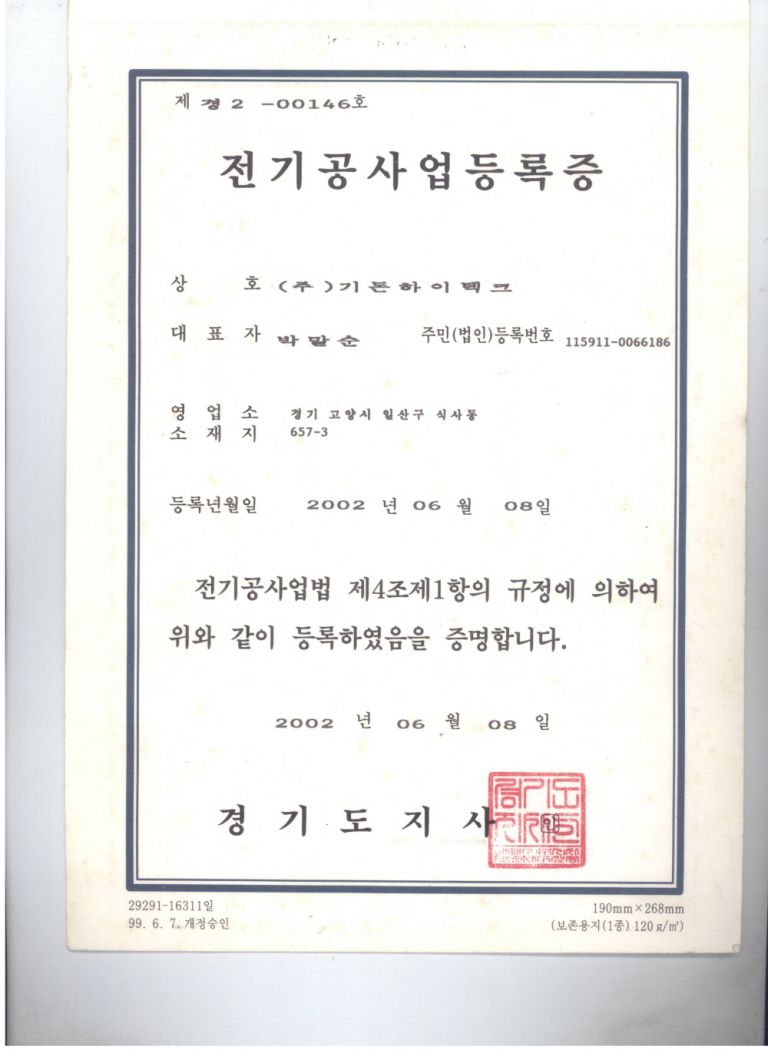 제 경 2 -00146호
전기공사업등록증
상 호 (주)기돈하이텍크
대 표 자 박말순 주민(법인)등록번호 115911-0066186
영 업 소 경기 고양시 일산구 식사동
소 재 지 657-3
등록년월일 2002 년 06 월 08일
전기공사업법 제4조제1항의 규정에 의하여
위와 같이 등록하였음을 증명합니다.
2002 년 06 월 08 일
경 기 도 지 사 인
29291-16311일 190mm×268mm
99. 6. 7. 개정승인 (보존용지(1종) 120 g/㎡)